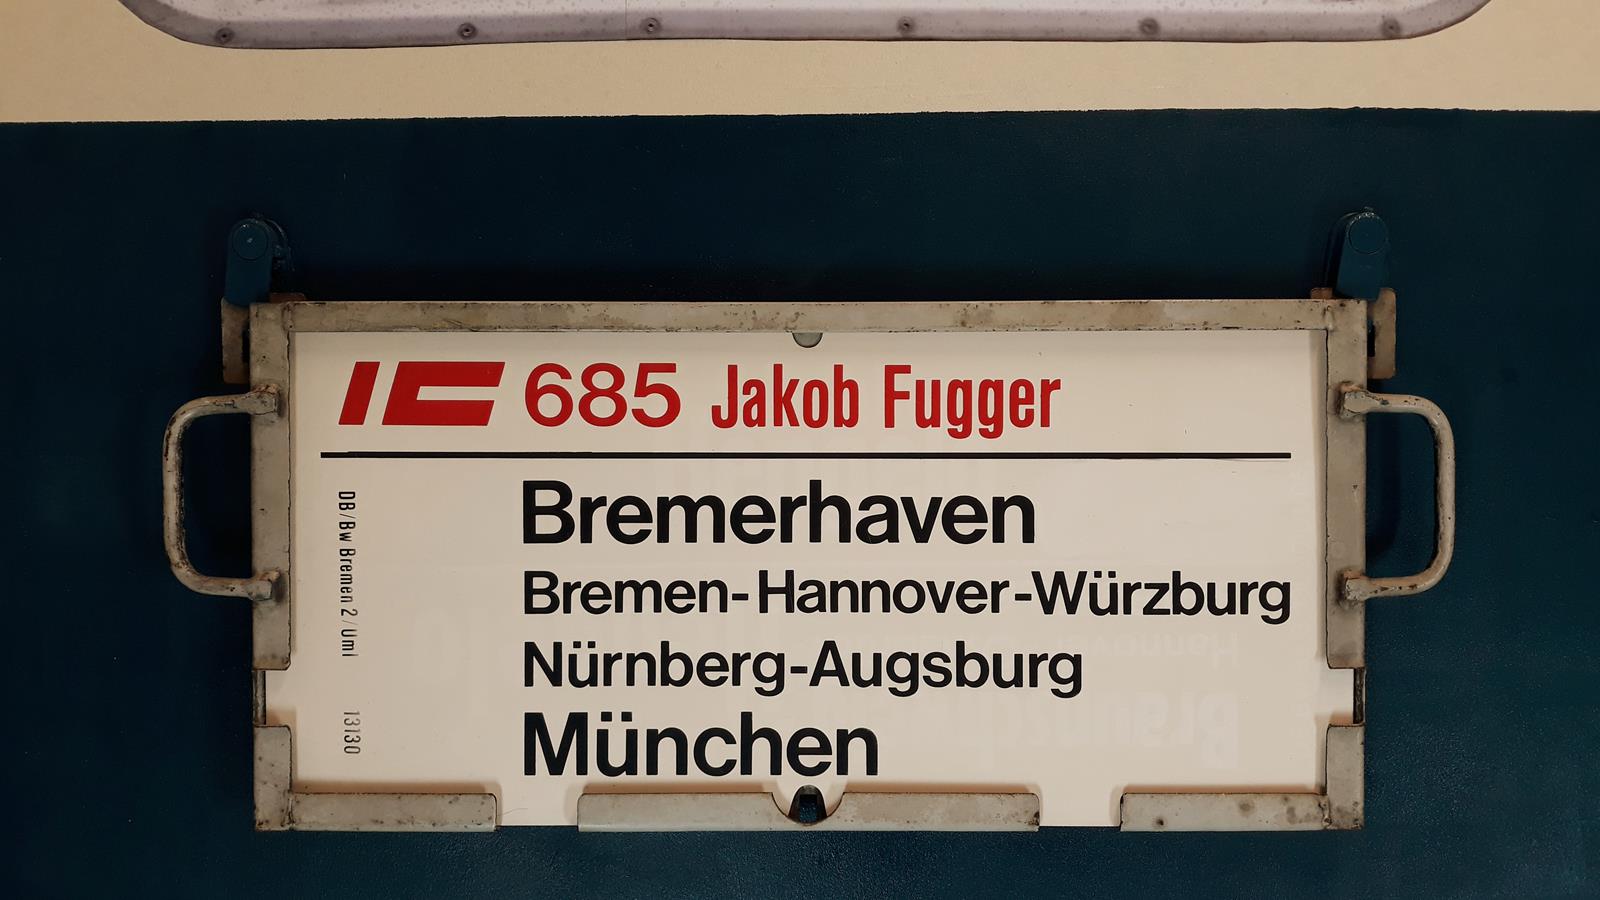 IC 685 Jakob Fugger
Bremerhaven
Bremen-Hannover-Würzburg
Nürnberg-Augsburg
München
DB/Bw Bremen 2/Uml 13130